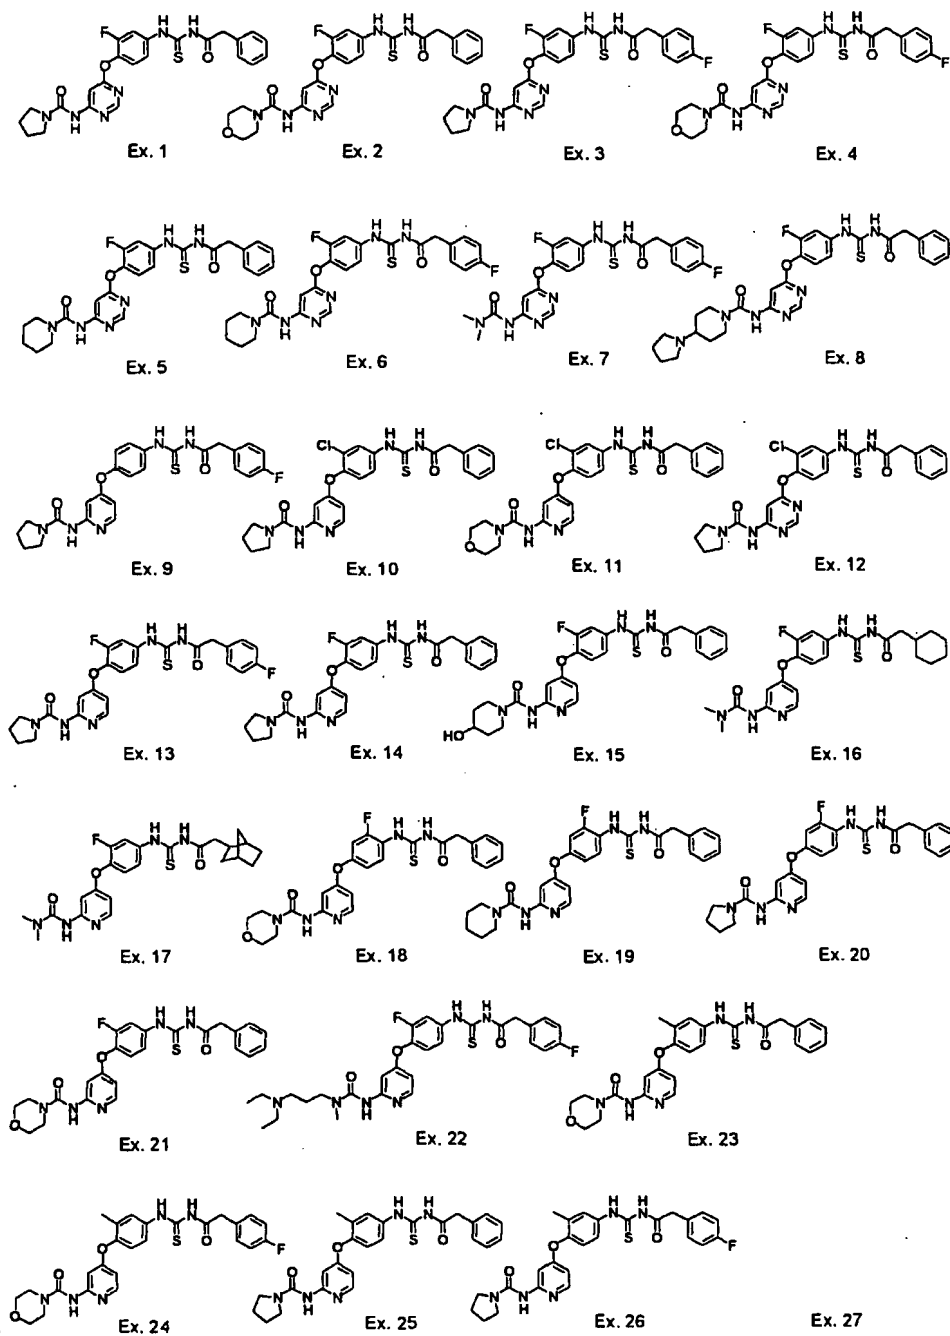 Ex. 1 Ex. 2 Ex. 3 Ex. 4
Ex. 5 Ex. 6 Ex. 7 Ex. 8
Ex. 9 Ex. 10 Ex. 11 Ex. 12
Ex. 13 Ex. 14 Ex. 15 Ex. 16
Ex. 17 Ex. 18 Ex. 19 Ex. 20
Ex. 21 Ex. 22 Ex. 23
Ex. 24 Ex. 25 Ex. 26 Ex. 27